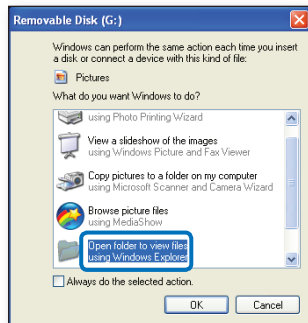 Removable Disk (G:)
Windows can perform the same action each time you insert
a disk or connect a device with this kind of file:
Pictures
What do you want Windows to do?
using Photo Printing Wizard
View a slideshow of the images
using Windows Picture and Fax Viewer
Copy pictures to a folder on my computer
using Microsoft Scanner and Camera Wizard
Browse picture files
using MediaShow
Open folder to view files
using Windows Explorer
Always do the selected action.
OK
Cancel